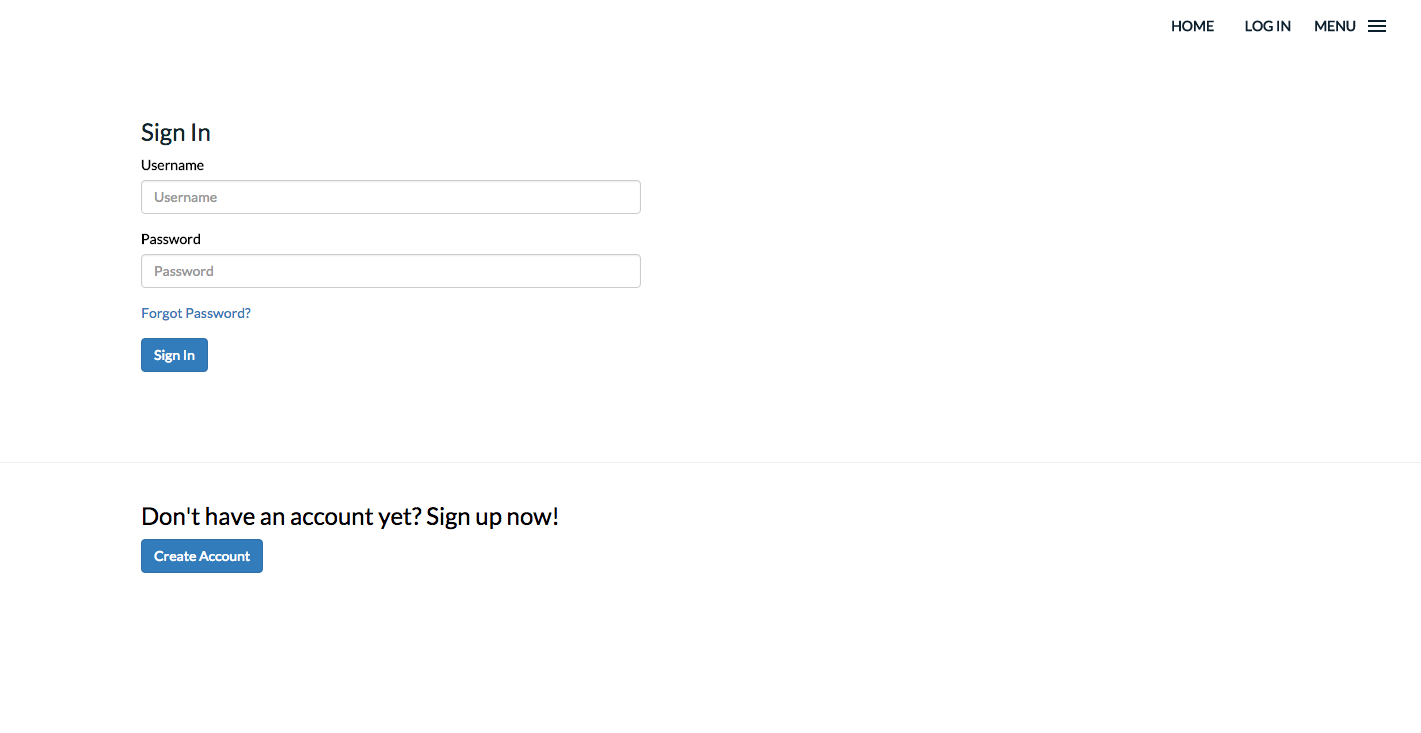 HOME LOG IN MENU
Sign In
Username
Username
Password
Password
Forgot Password?
Sign In
Don't have an account yet? Sign up now!
Create Account